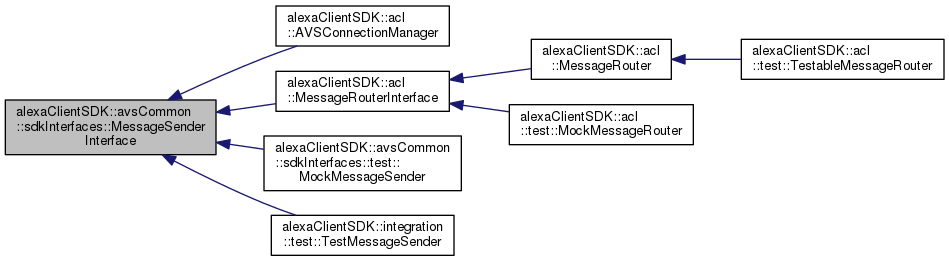 alexaClientSDK::avsCommon
::sdkInterfaces::MessageSender
Interface
alexaClientSDK::acl
::AVSConnectionManager
alexaClientSDK::acl
::MessageRouterInterface
alexaClientSDK::avsCommon
::sdkInterfaces::test::
MockMessageSender
alexaClientSDK::integration
::test::TestMessageSender
alexaClientSDK::acl
::MessageRouter
alexaClientSDK::acl
::test::MockMessageRouter
alexaClientSDK::acl
::test::TestableMessageRouter